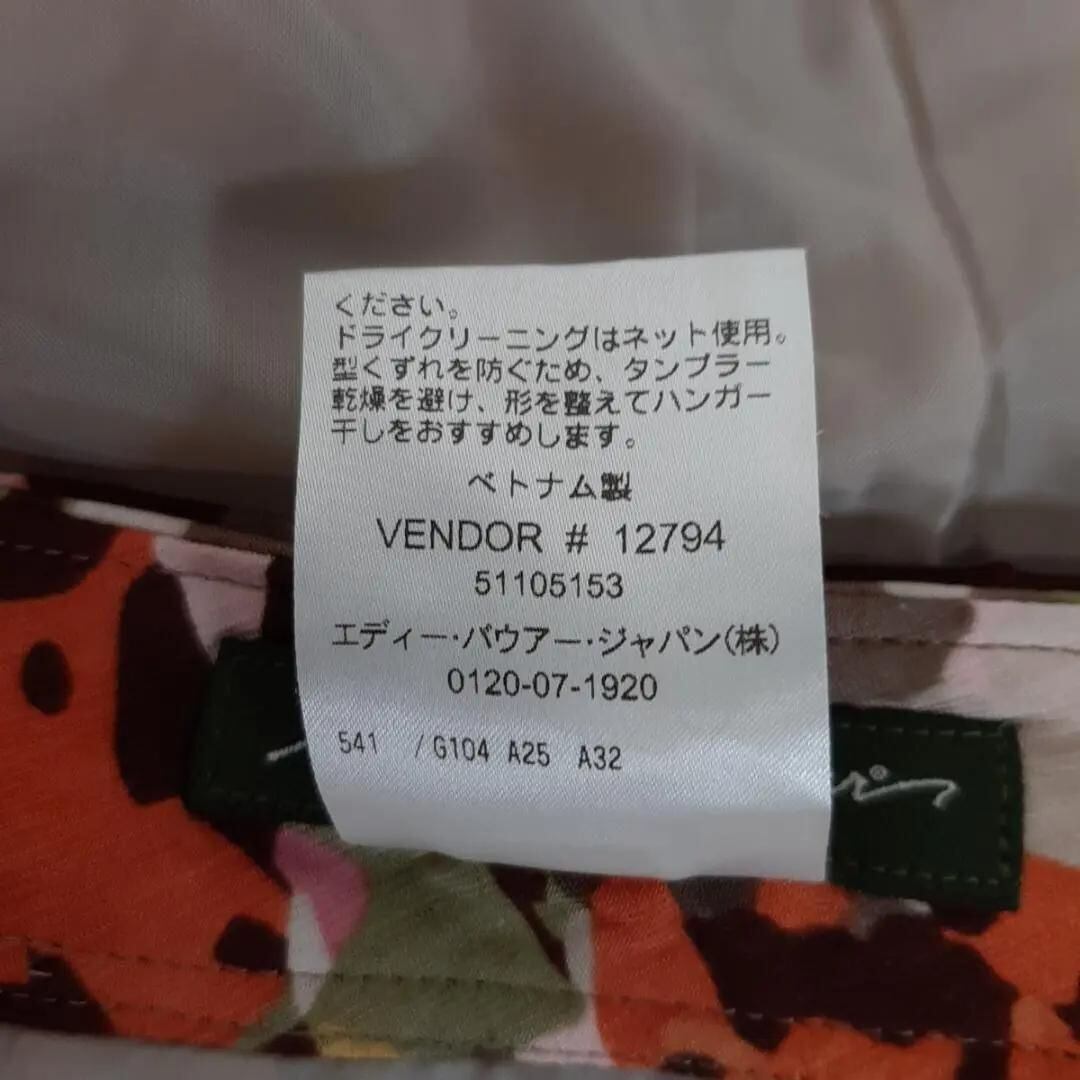 ください。
ドライクリーニングはネット使用。
型くずれを防ぐため、タンブラー
乾燥を避け、形を整えてハンガー
干しをおすすめします。
ベトナム製
VENDOR # 12794
51105153
エディー・バウアー・ジャパン(株)
0120-07-1920
541 /G104 A25 A32